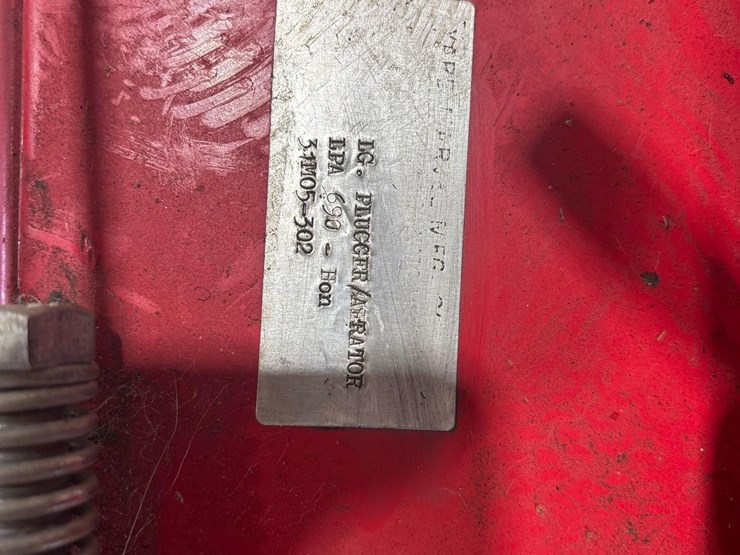 LG. PLUGGER/AERATOR
LPA 690 - Hon
31M05-302